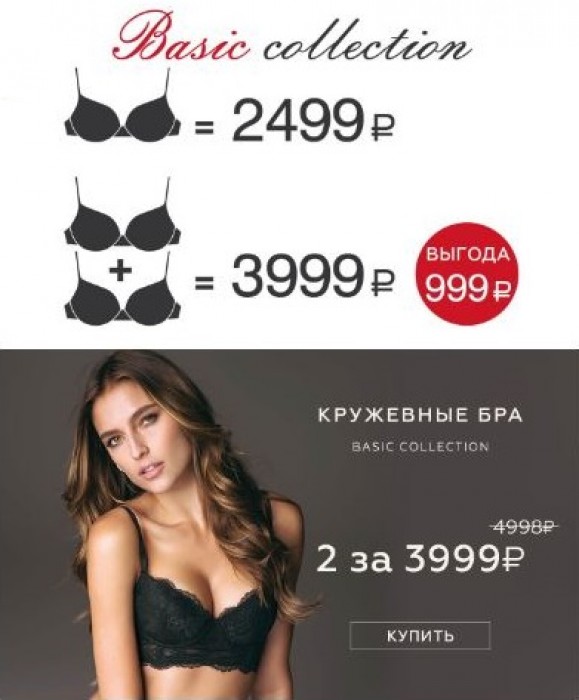 Basic collection
= 2499 ₽
+
= 3999 ₽
ВЫГОДА
999 ₽
КРУЖЕВНЫЕ БРА
BASIC COLLECTION
4998₽
2 за 3999₽
КУПИТЬ